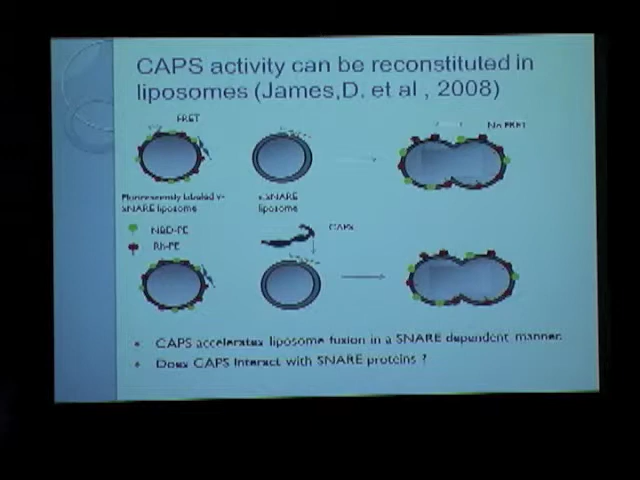 CAPS activity can be reconstituted in
liposomes (James,D. et al , 2008)
FRET
No FRET
Fluorescently labeled v-
SNARE liposome
t-SNARE
liposome
NBD-PE
Rh-PE
CAPS
CAPS accelerates liposome fusion in a SNARE dependent manner.
Does CAPS interact with SNARE proteins ?